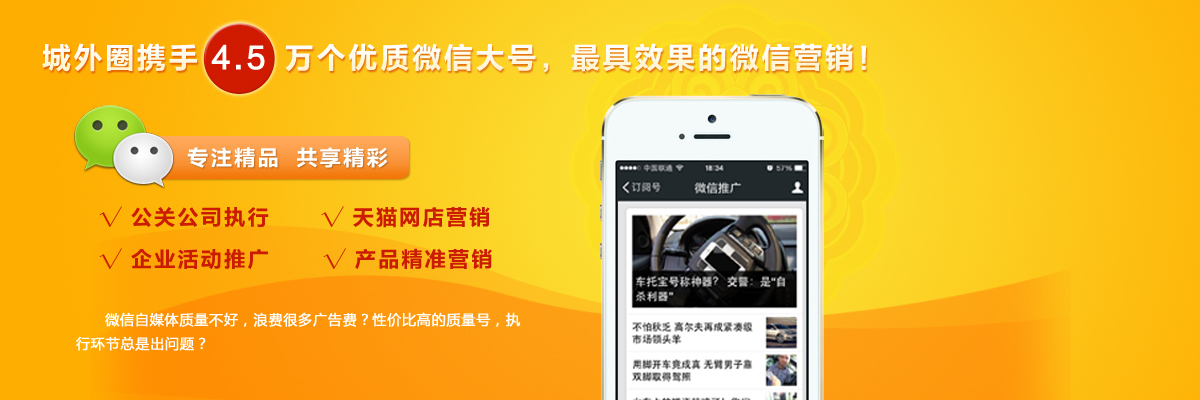 城外圈携手 4.5 万个优质微信大号，最具效果的微信营销！
专注精品 共享精彩
√ 公关公司执行 √ 天猫网店营销
√ 企业活动推广 √ 产品精准营销
微信自媒体质量不好，浪费很多广告费？性价比高的质量号，执
行环节总是出问题？
中国联通 18:34 57%
订阅号 微信推广
车托宝号称神器？ 交警：是“自
杀利器”
不怕秋乏 高尔夫再成紧凑级
市场领头羊
用脚开车竟成真 无臂男子靠
双脚取得驾照